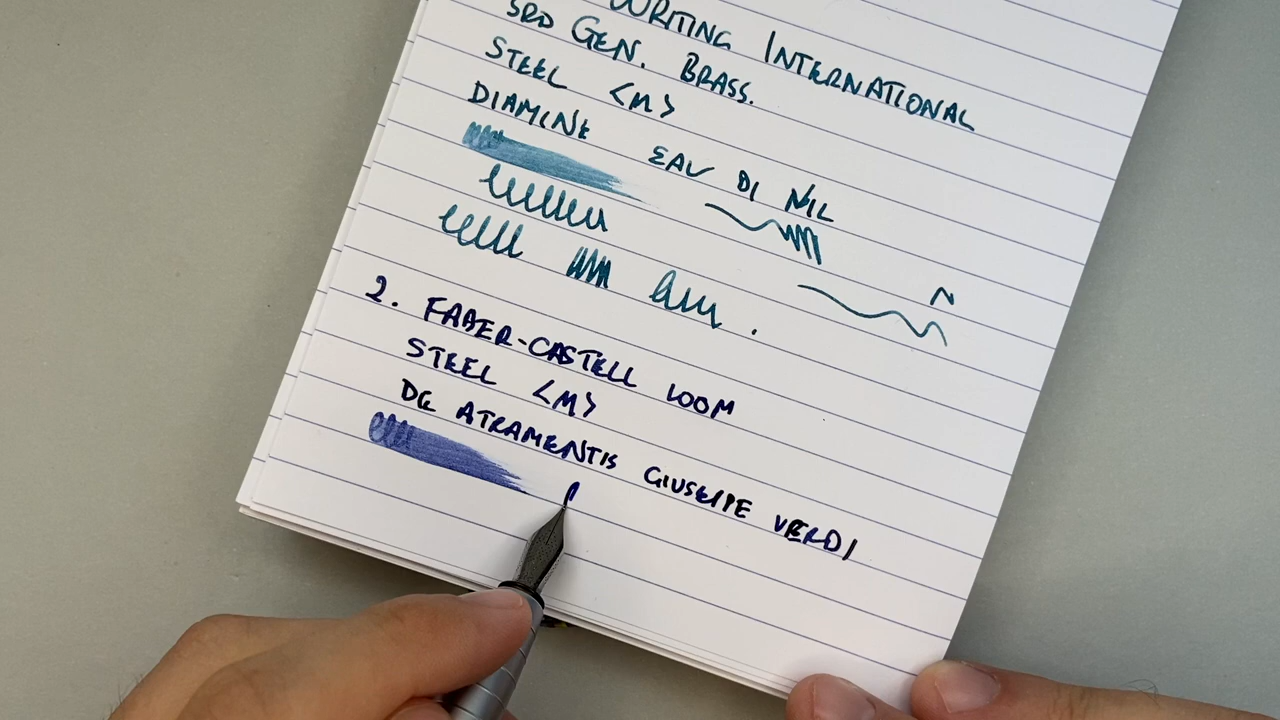 WRITING INTERNATIONAL
3RD GEN. BRASS.
STEEL <M>
DIAMINE EAU DI NIL
2. FABER-CASTELL LOOM
STEEL <M>
DE ATRAMENTIS GIUSEPPE VERDI